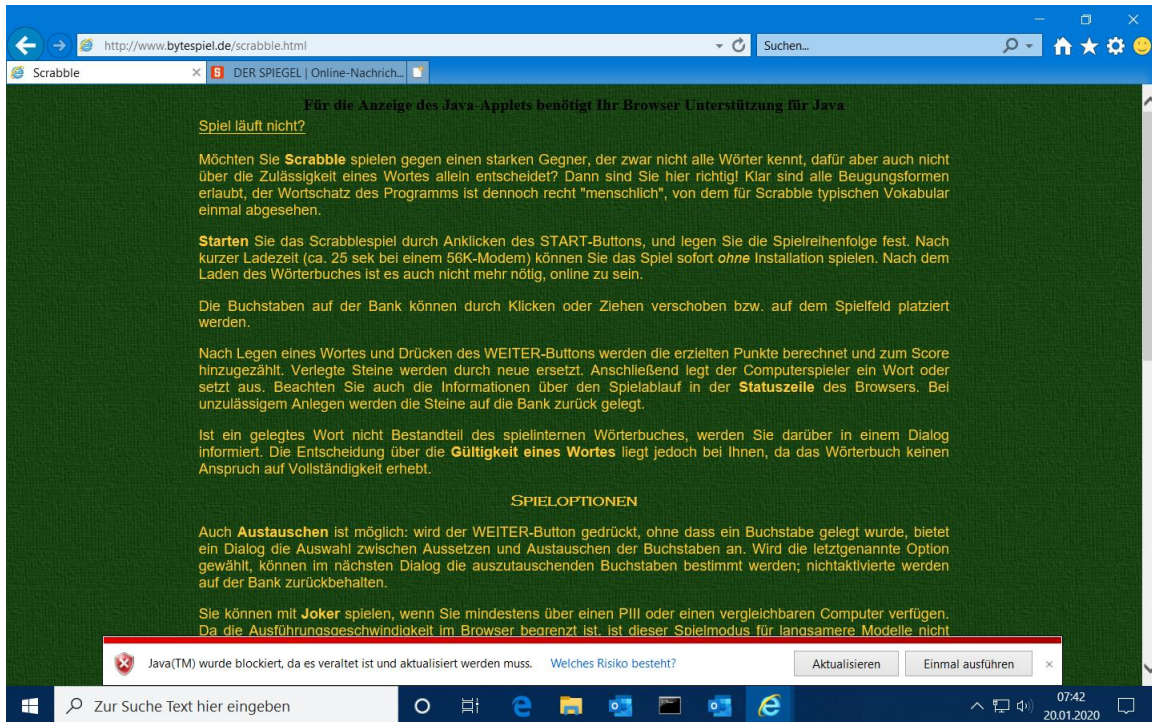 http://www.bytespiel.de/scrabble.html
Suchen...
Scrabble
DER SPIEGEL | Online-Nachrich...
Für die Anzeige des Java-Applets benötigt Ihr Browser Unterstützung für Java
Spiel läuft nicht?
Möchten Sie Scrabble spielen gegen einen starken Gegner, der zwar nicht alle Wörter kennt, dafür aber auch nicht
über die Zulässigkeit eines Wortes allein entscheidet? Dann sind Sie hier richtig! Klar sind alle Beugungsformen
erlaubt, der Wortschatz des Programms ist dennoch recht "menschlich", von dem für Scrabble typischen Vokabular
einmal abgesehen.
Starten Sie das Scrabblespiel durch Anklicken des START-Buttons, und legen Sie die Spielreihenfolge fest. Nach
kurzer Ladezeit (ca. 25 sek bei einem 56K-Modem) können Sie das Spiel sofort ohne Installation spielen. Nach dem
Laden des Wörterbuches ist es auch nicht mehr nötig, online zu sein.
Die Buchstaben auf der Bank können durch Klicken oder Ziehen verschoben bzw. auf dem Spielfeld platziert
werden.
Nach Legen eines Wortes und Drücken des WEITER-Buttons werden die erzielten Punkte berechnet und zum Score
hinzugezählt. Verlegte Steine werden durch neue ersetzt. Anschließend legt der Computerspieler ein Wort oder
setzt aus. Beachten Sie auch die Informationen über den Spielablauf in der Statuszeile des Browsers. Bei
unzulässigem Anlegen werden die Steine auf die Bank zurück gelegt.
Ist ein gelegtes Wort nicht Bestandteil des spielinternen Wörterbuches, werden Sie darüber in einem Dialog
informiert. Die Entscheidung über die Gültigkeit eines Wortes liegt jedoch bei Ihnen, da das Wörterbuch keinen
Anspruch auf Vollständigkeit erhebt.
SPIELOPTIONEN
Auch Austauschen ist möglich: wird der WEITER-Button gedrückt, ohne dass ein Buchstabe gelegt wurde, bietet
ein Dialog die Auswahl zwischen Aussetzen und Austauschen der Buchstaben an. Wird die letztgenannte Option
gewählt, können im nächsten Dialog die auszutauschenden Buchstaben bestimmt werden; nichtaktivierte werden
auf der Bank zurückbehalten.
Sie können mit Joker spielen, wenn Sie mindestens über einen PIII oder einen vergleichbaren Computer verfügen.
Da die Ausführungsgeschwindigkeit im Browser begrenzt ist, ist dieser Spielmodus für langsamere Modelle nicht
Java(TM) wurde blockiert, da es veraltet ist und aktualisiert werden muss. Welches Risiko besteht? Aktualisieren Einmal ausführen
Zur Suche Text hier eingeben
07:42
20.01.2020